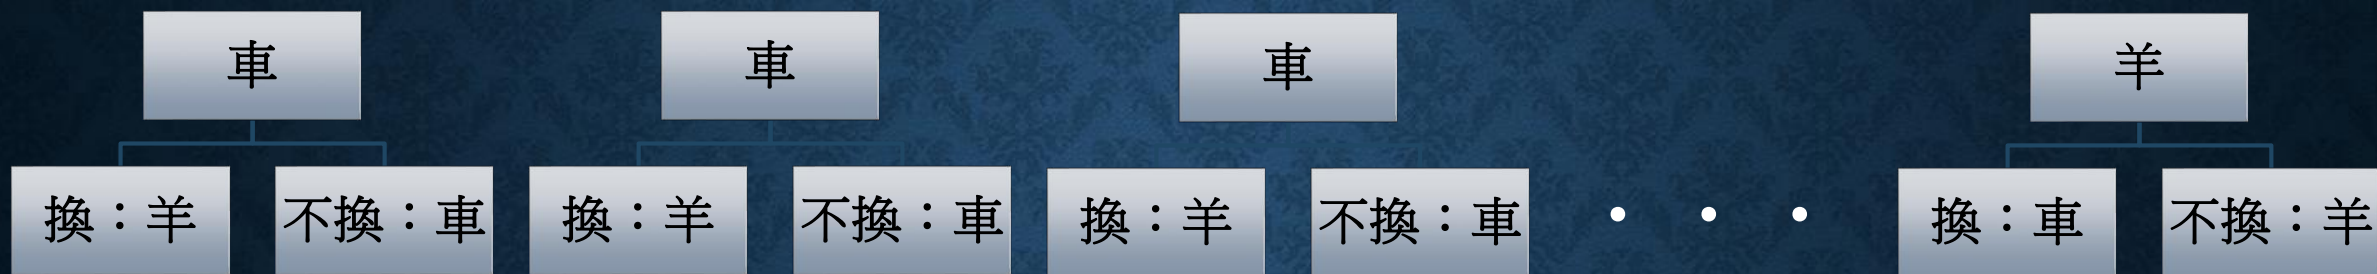 車 車 車 羊
換：羊 不換：車 換：羊 不換：車 換：羊 不換：車 • • • 換：車 不換：羊